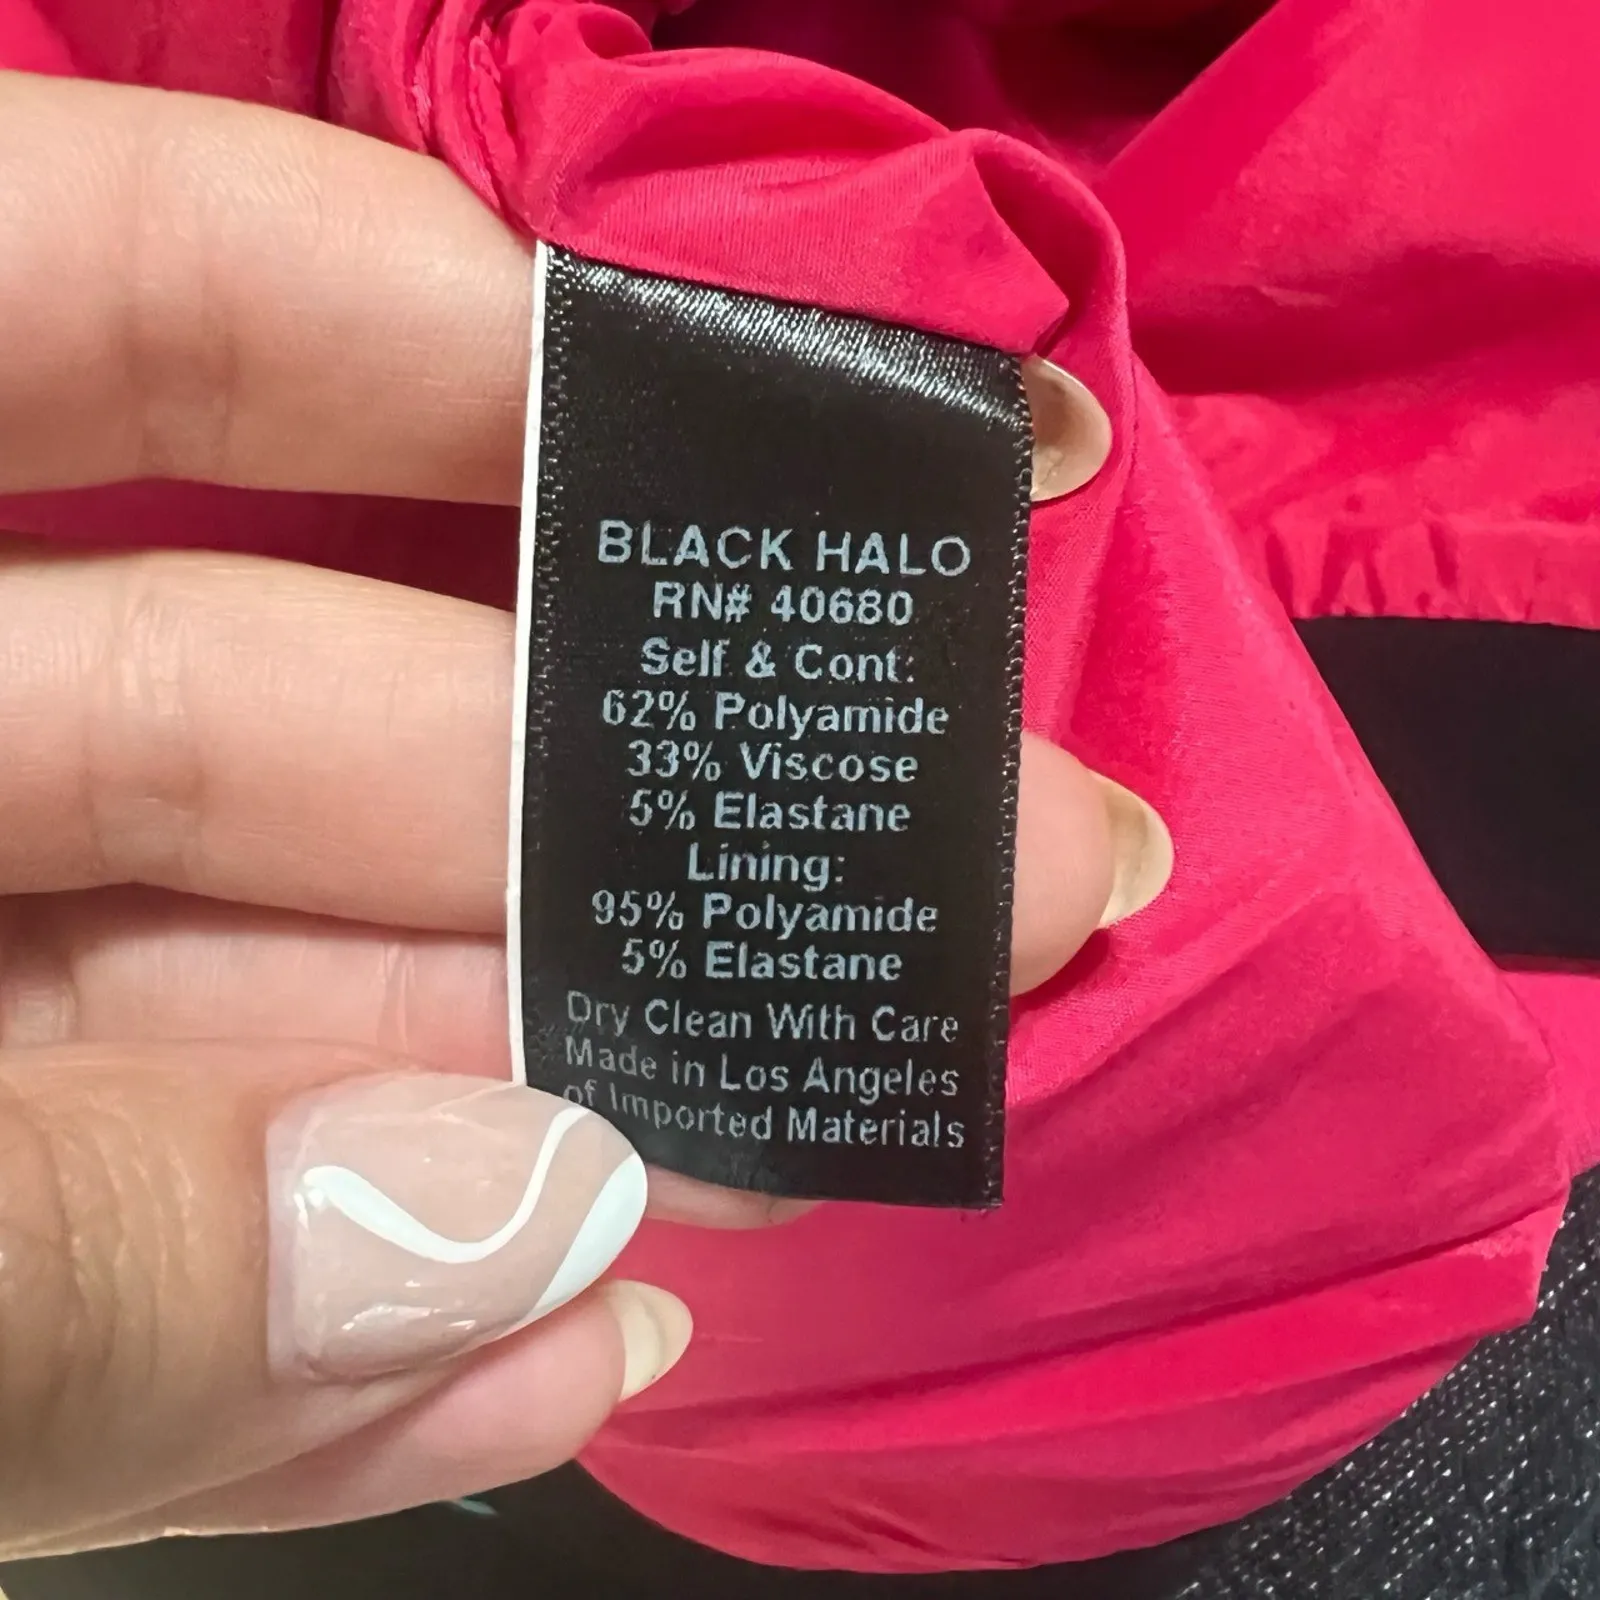 BLACK HALO
RN# 40680
Self & Cont:
62% Polyamide
33% Viscose
5% Elastane
Lining:
95% Polyamide
5% Elastane
Dry Clean With Care
Made in Los Angeles
of Imported Materials